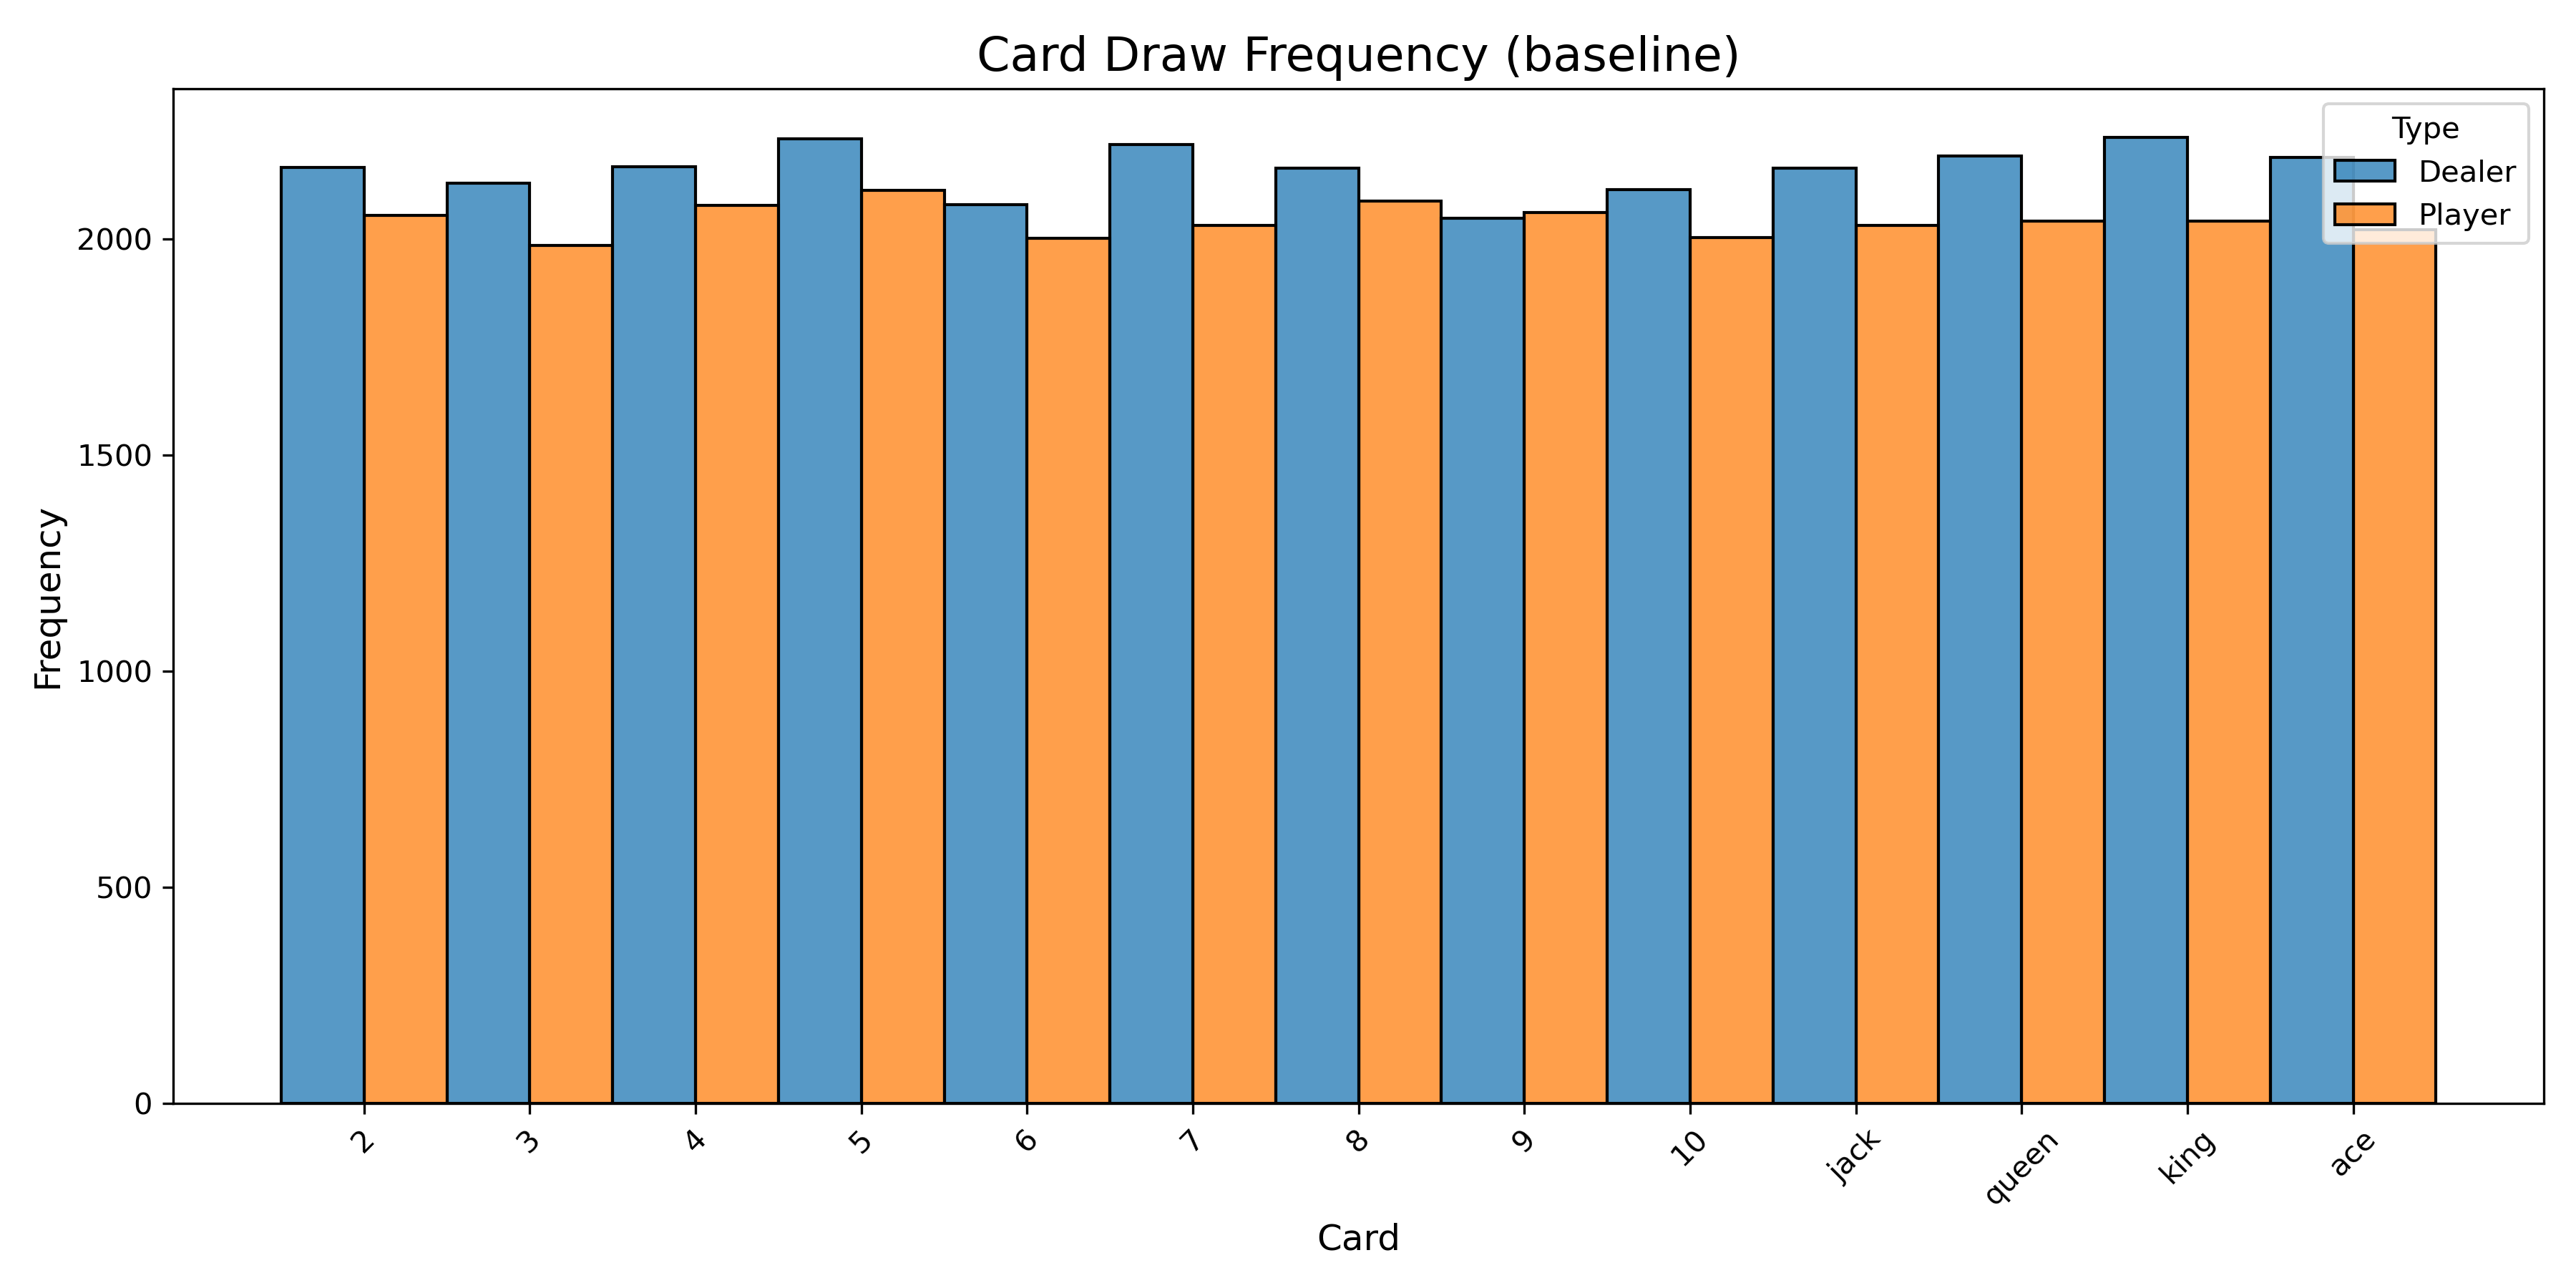 Card Draw Frequency (baseline)
Type
Dealer
Player
2000
1500
1000
500
0
Frequency
2 3 4 5 6 7 8 9 10 jack queen king ace
Card